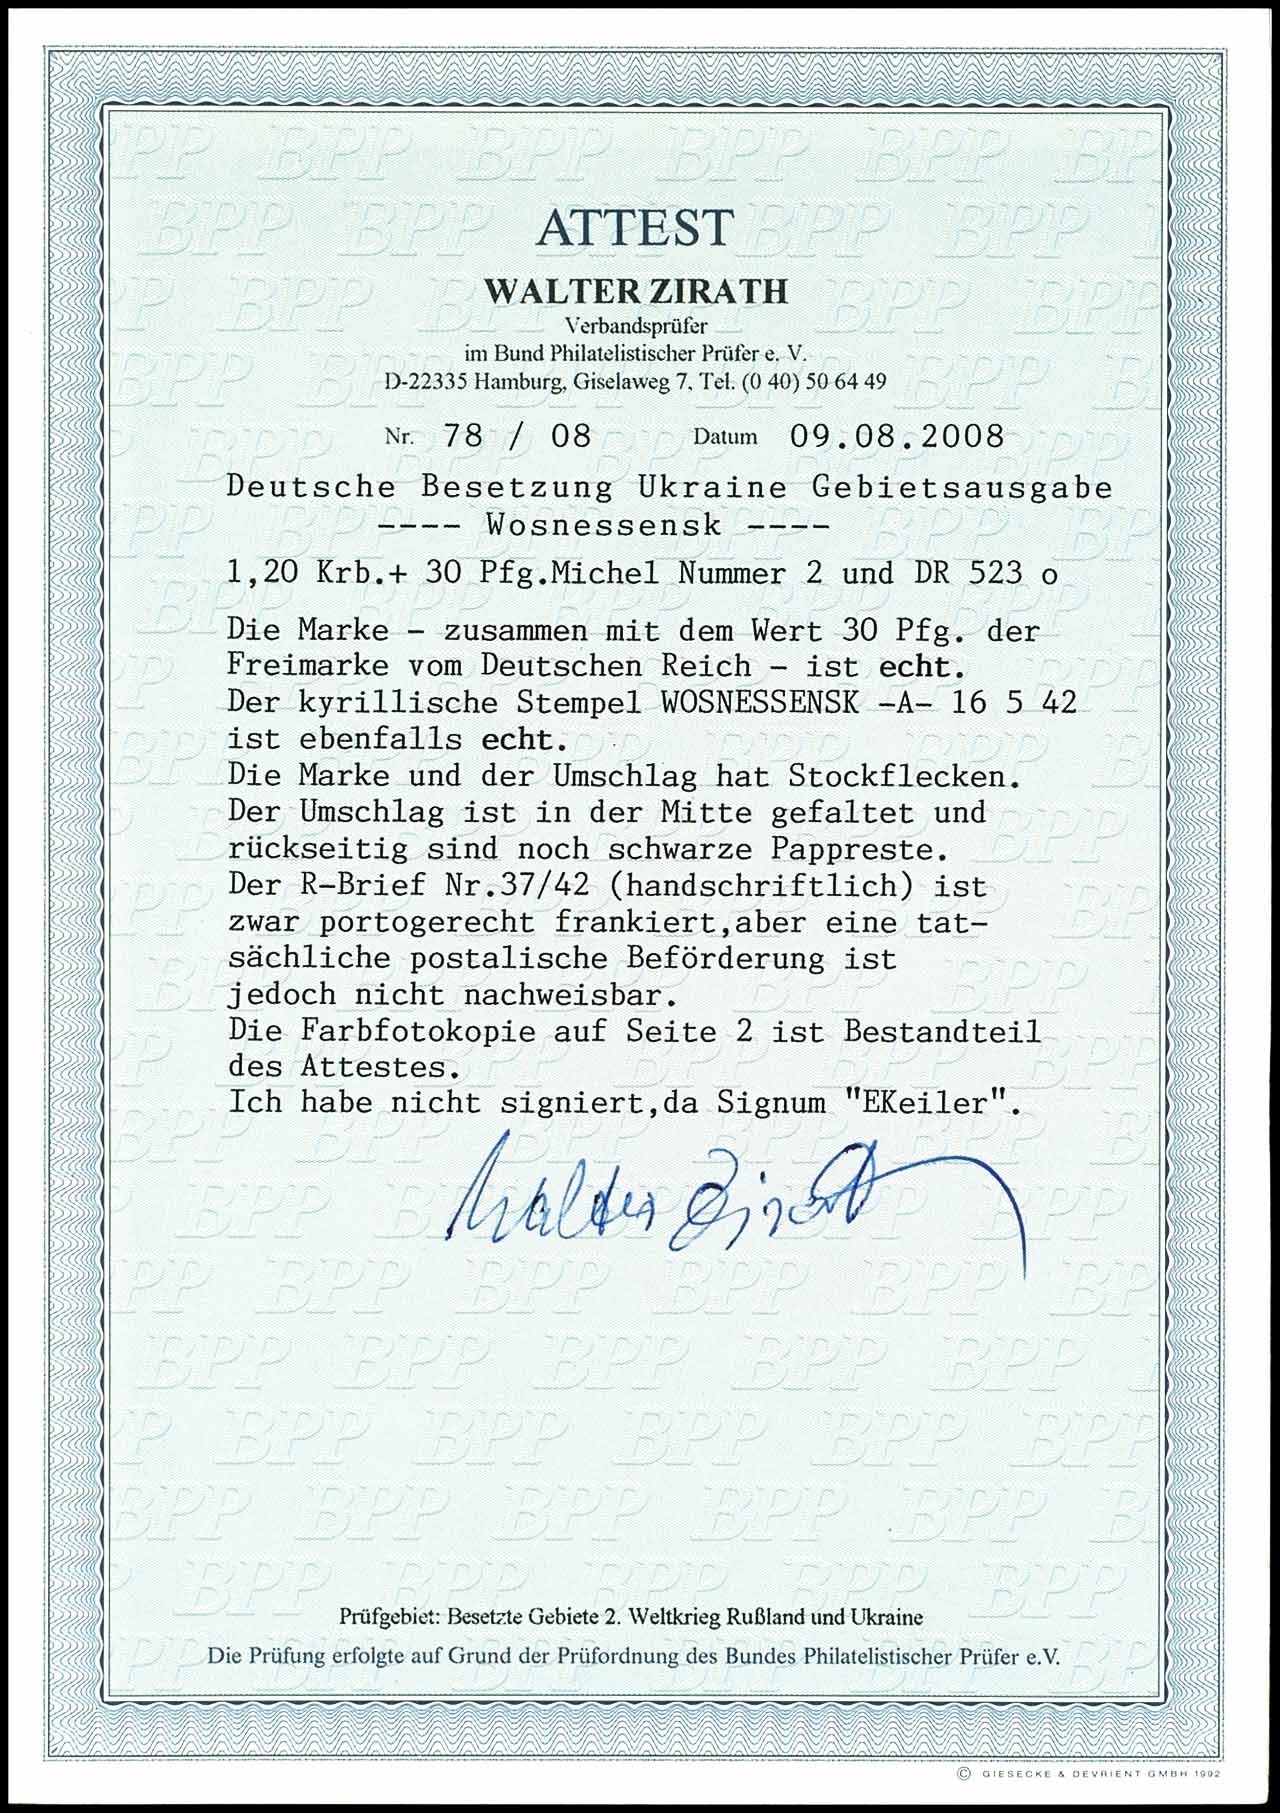 ATTEST
WALTER ZIRATH
Verbandsprüfer
im Bund Philatelistischer Prüfer e. V.
D-22335 Hamburg, Giselaweg 7, Tel. (0 40) 50 64 49
Nr. 78 / 08 Datum 09.08.2008
Deutsche Besetzung Ukraine Gebietsausgabe
---- Wosnessensk ----
1,20 Krb.+ 30 Pfg.Michel Nummer 2 und DR 523 o
Die Marke - zusammen mit dem Wert 30 Pfg. der
Freimarke vom Deutschen Reich - ist echt.
Der kyrillische Stempel WOSNESSENSK -A- 16 5 42
ist ebenfalls echt.
Die Marke und der Umschlag hat Stockflecken.
Der Umschlag ist in der Mitte gefaltet und
rückseitig sind noch schwarze Pappreste.
Der R-Brief Nr.37/42 (handschriftlich) ist
zwar portogerecht frankiert,aber eine tat-
sächliche postalische Beförderung ist
jedoch nicht nachweisbar.
Die Farbfotokopie auf Seite 2 ist Bestandteil
des Attestes.
Ich habe nicht signiert,da Signum "EKeiler".
Walter Zirath
Prüfgebiet: Besetzte Gebiete 2. Weltkrieg Rußland und Ukraine
Die Prüfung erfolgte auf Grund der Prüfordnung des Bundes Philatelistischer Prüfer e.V.
© GIESECKE & DEVRIENT GMBH 1992